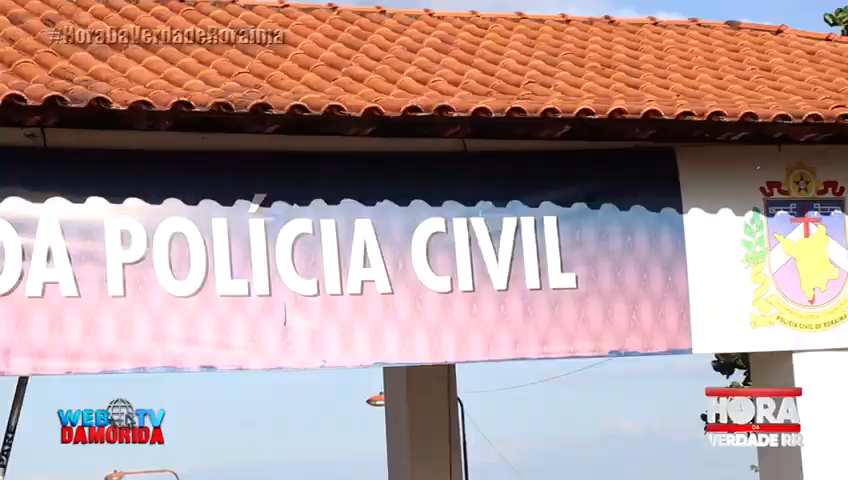 #HoraDaVerdadeRoraima
DA POLÍCIA CIVIL
POLÍCIA CIVIL DE RORAIMA
WEB TV
DAMORIDA
HORA
DA
VERDADE RR